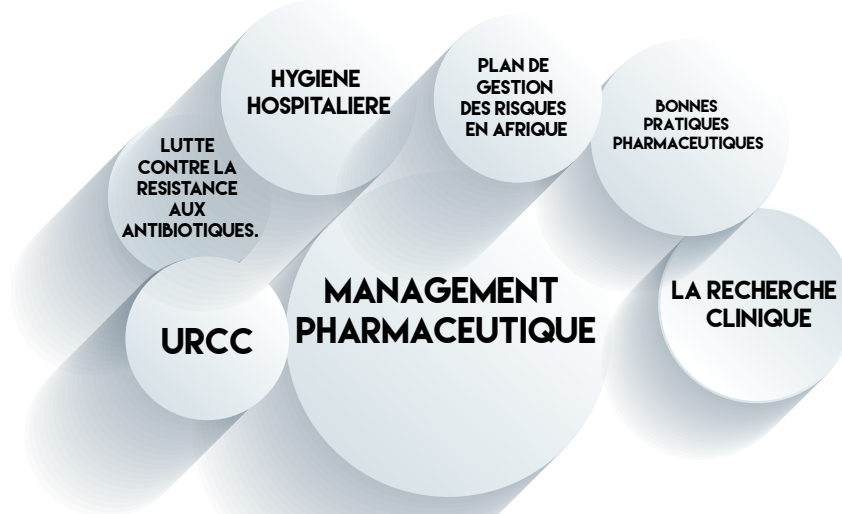 HYGIENE
HOSPITALIERE
PLAN DE
GESTION
DES RISQUES
EN AFRIQUE
BONNES
PRATIQUES
PHARMACEUTIQUES
LUTTE
CONTRE LA
RESISTANCE
AUX
ANTIBIOTIQUES.
MANAGEMENT
PHARMACEUTIQUE
LA RECHERCHE
CLINIQUE
URCC